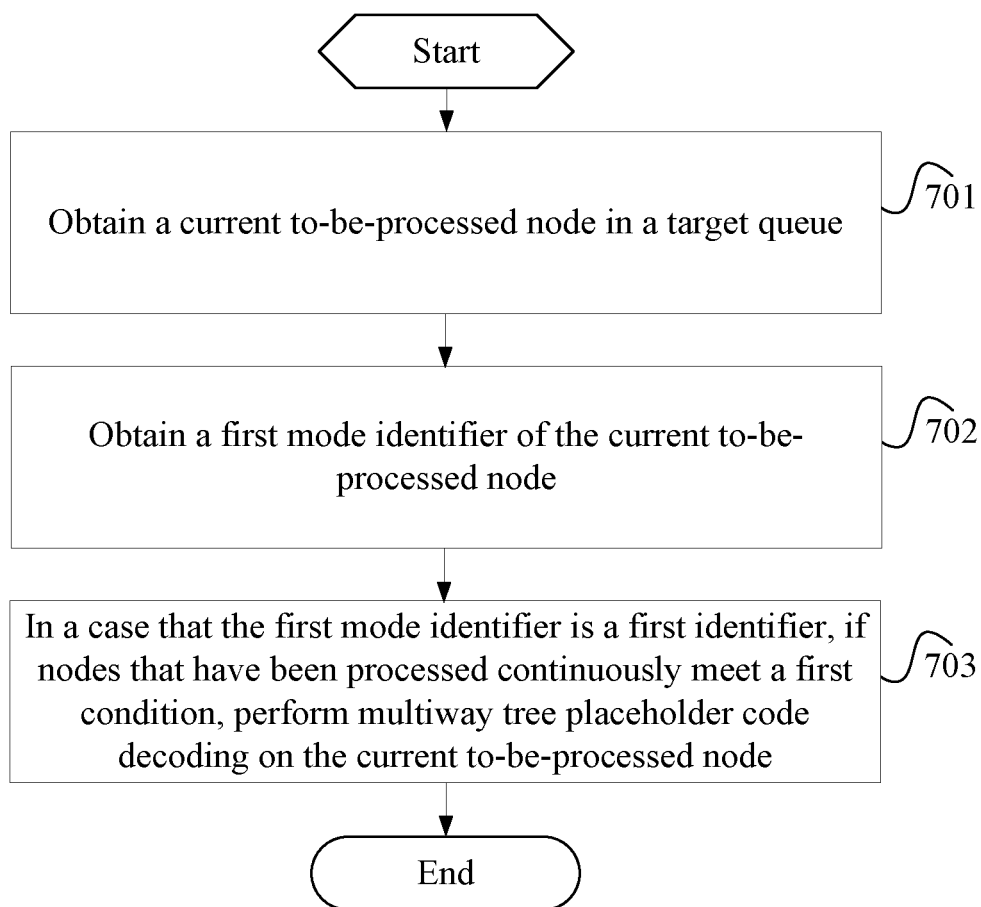 Start
Obtain a current to-be-processed node in a target queue
701
Obtain a first mode identifier of the current to-be-
processed node
702
In a case that the first mode identifier is a first identifier, if
nodes that have been processed continuously meet a first
condition, perform multiway tree placeholder code
decoding on the current to-be-processed node
703
End